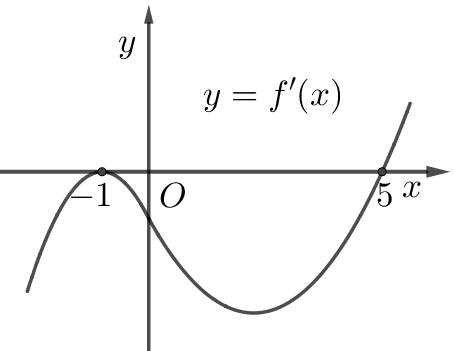 y
y = f′(x)
−1
O
5
x